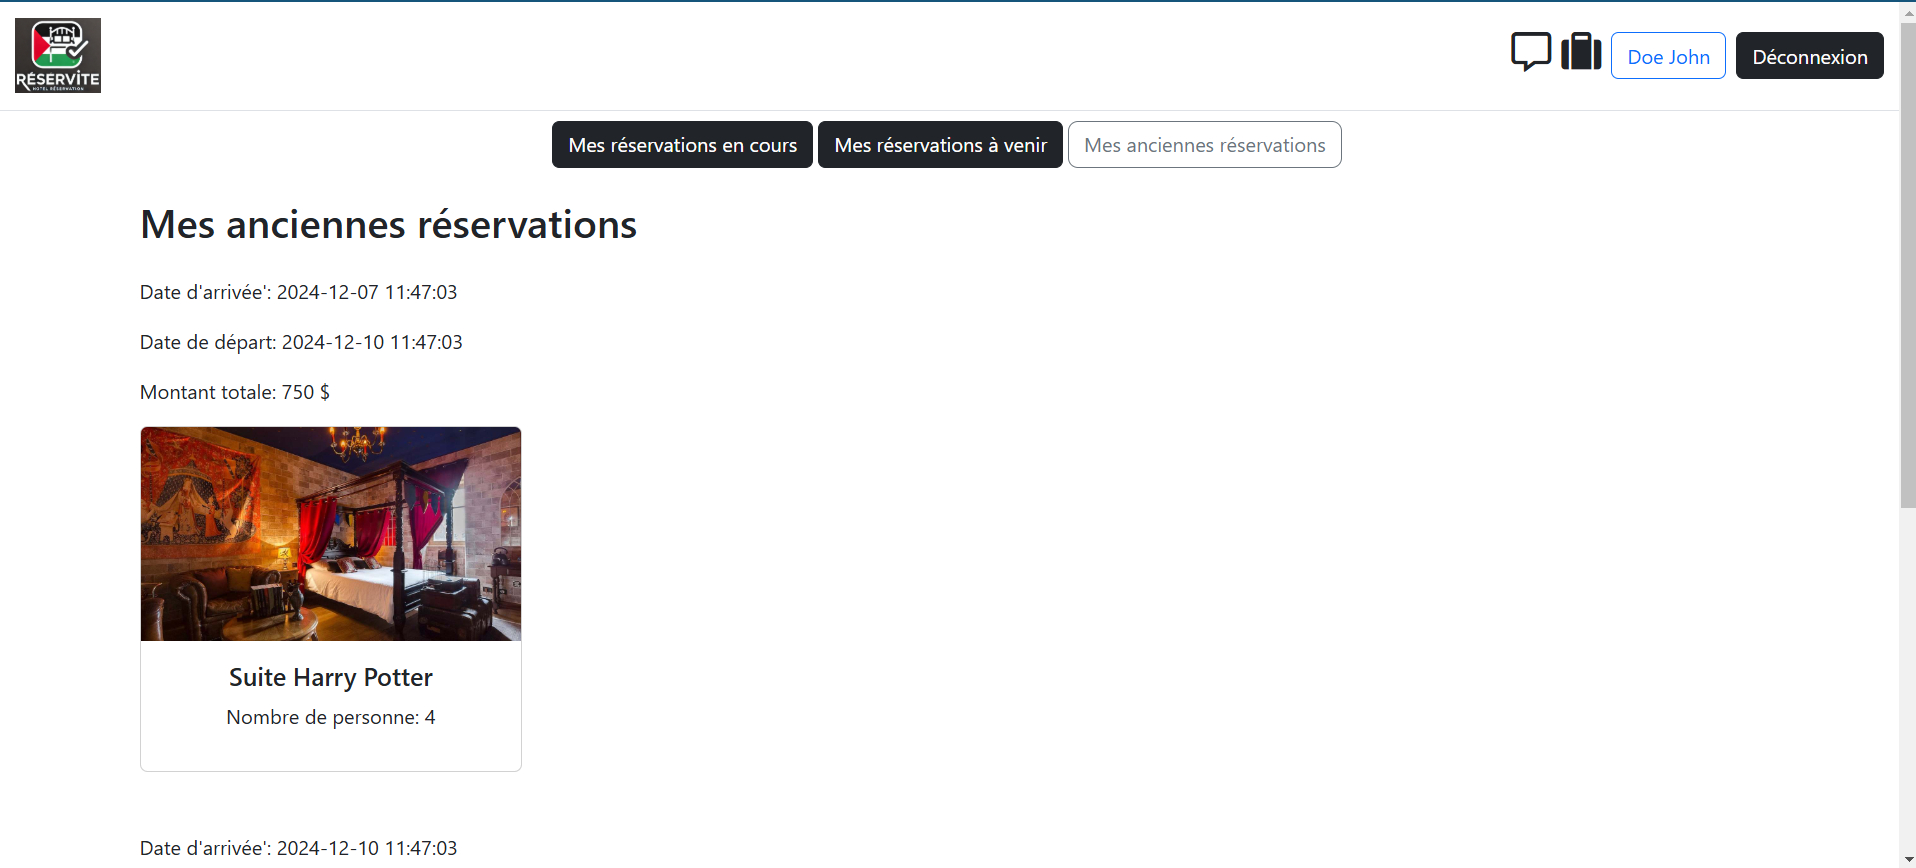 RÉSERVİTE
HOTEL RÉSERVATION
Doe John
Déconnexion
Mes réservations en cours
Mes réservations à venir
Mes anciennes réservations
Mes anciennes réservations
Date d'arrivée': 2024-12-07 11:47:03
Date de départ: 2024-12-10 11:47:03
Montant totale: 750 $
Suite Harry Potter
Nombre de personne: 4
Date d'arrivée': 2024-12-10 11:47:03